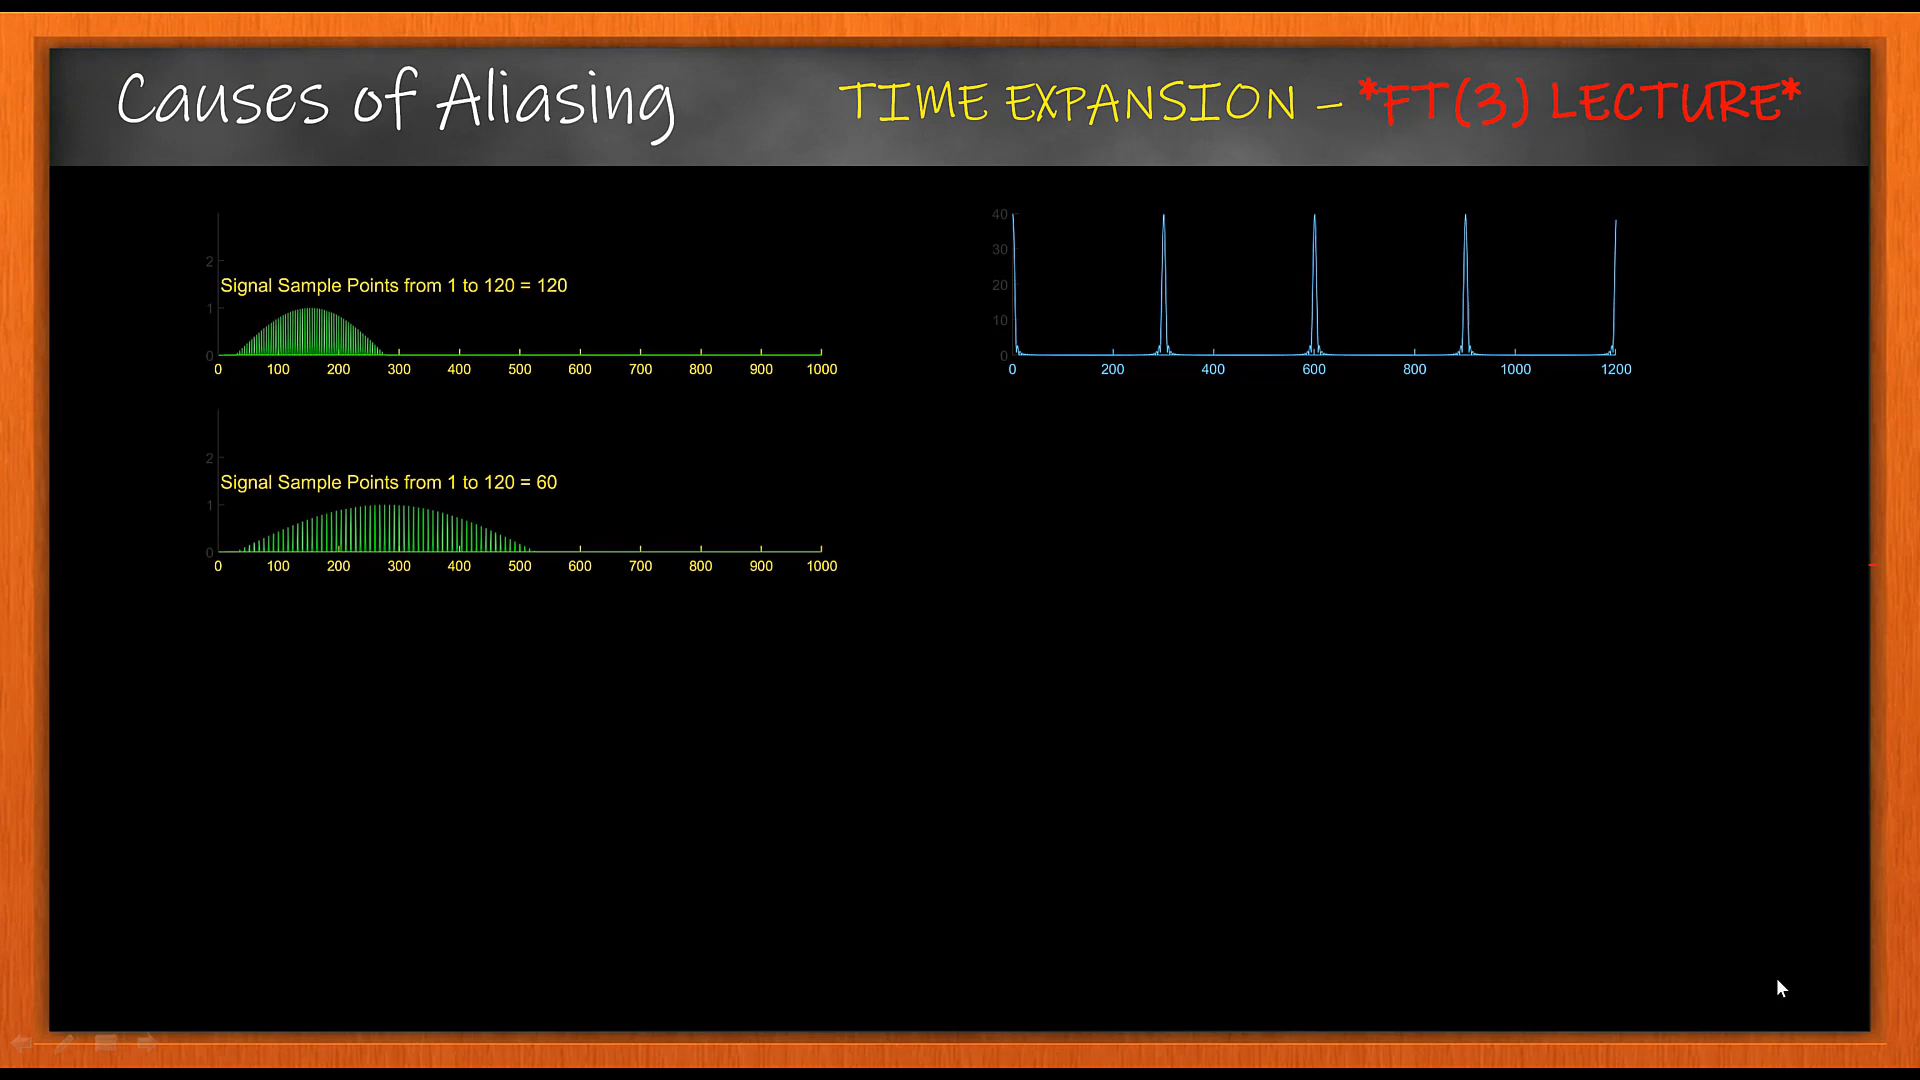 Causes of Aliasing
TIME EXPANSION – *FT(3) LECTURE*
2
Signal Sample Points from 1 to 120 = 120
1
0
0 100 200 300 400 500 600 700 800 900 1000
40
30
20
10
0
0 200 400 600 800 1000 1200
2
Signal Sample Points from 1 to 120 = 60
1
0
0 100 200 300 400 500 600 700 800 900 1000